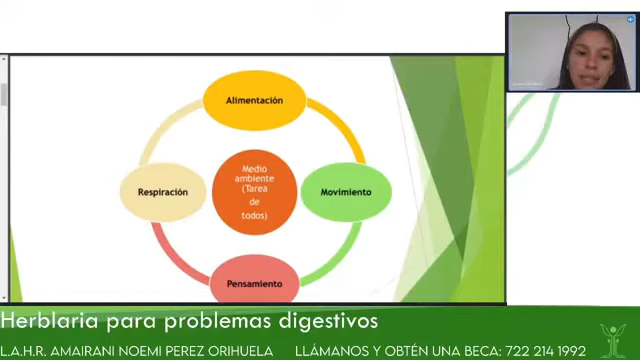 Alimentación
Respiración
Medio
ambiente
(Tarea
de
todos)
Movimiento
Pensamiento
Herblaria para problemas digestivos
L.A.H.R. AMAIRANI NOEMI PEREZ ORIHUELA LLÁMANOS Y OBTÉN UNA BECA: 722 214 1992